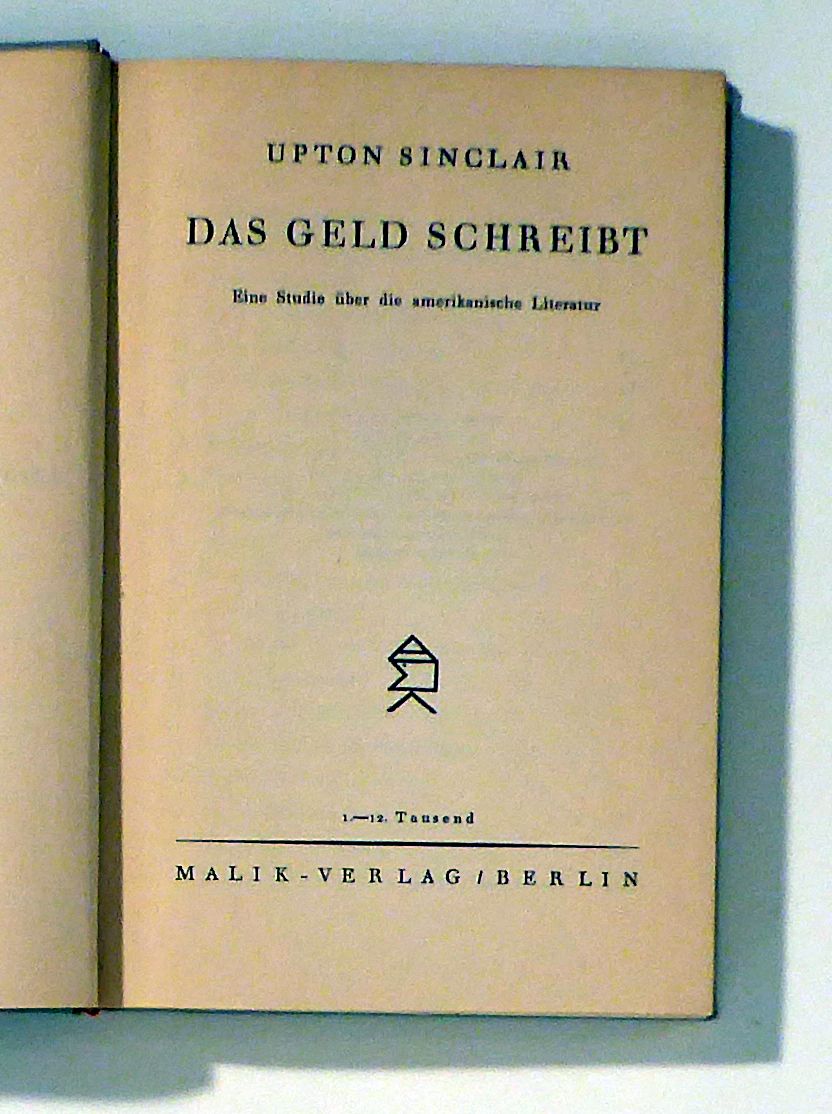 UPTON SINCLAIR
DAS GELD SCHREIBT
Eine Studie über die amerikanische Literatur
1.—12. Tausend
MALIK-VERLAG / BERLIN